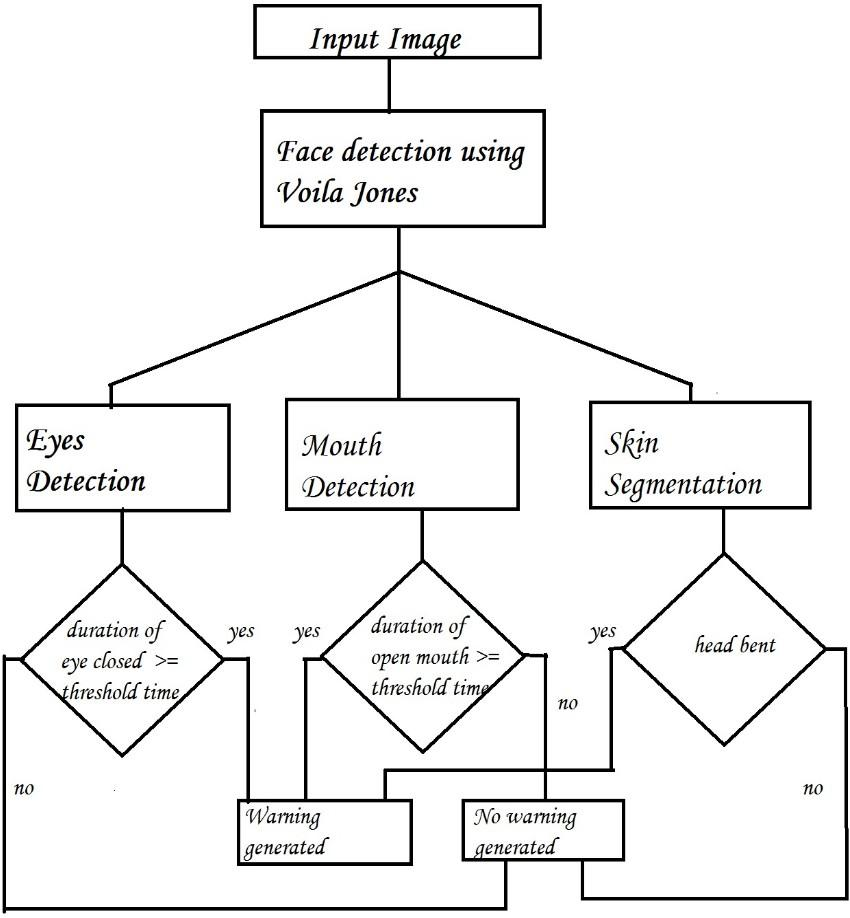 Input Image
Face detection using
Voila Jones
Eyes
Detection
Mouth
Detection
Skin
Segmentation
duration of
eye closed >=
threshold time
yes
yes
duration of
open mouth >=
threshold time
yes
head bent
no
no
no
Warning
generated
No warning
generated